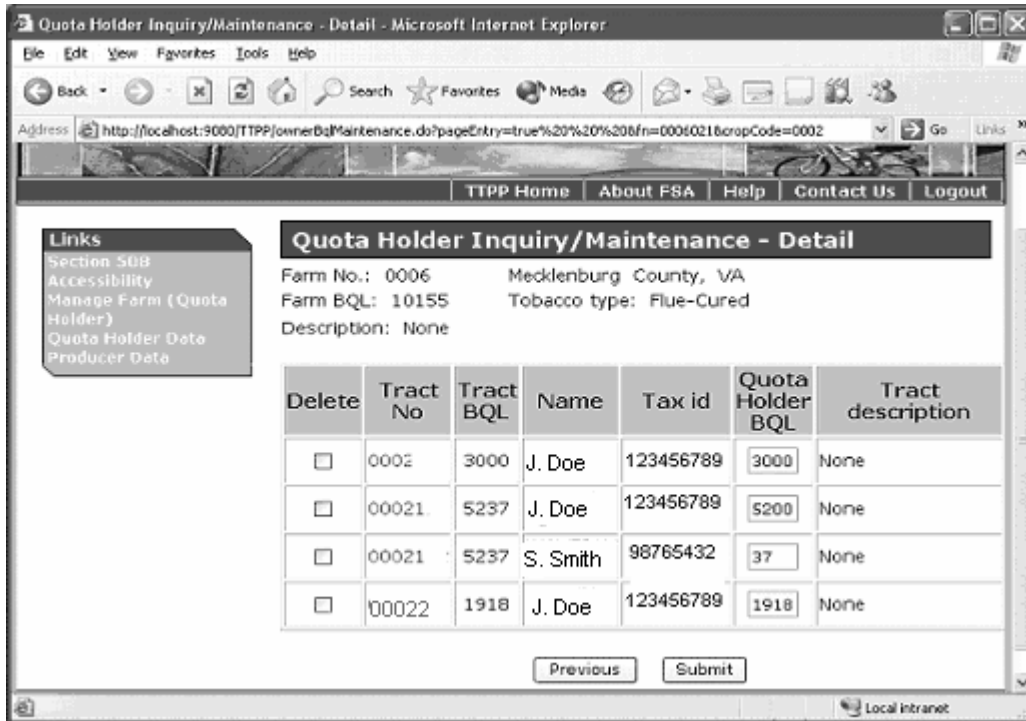 Quota Holder Inquiry/Maintenance - Detail - Microsoft Internet Explorer
File Edit View Favorites Tools Help
Back Search Favorites Media
Address http://localhost:9080/TTPP/ownerBqlMaintenance.do?pageEntry=true%20%20%20&fn=0006021&cropCode=0002 Go Links »
TTPP Home | About FSA | Help | Contact Us | Logout
Links
Section 508
Accessibility
Manage Farm (Quota
Holder)
Quota Holder Data
Producer Data
Quota Holder Inquiry/Maintenance - Detail
Farm No.: 0006 Mecklenburg County, VA
Farm BQL: 10155 Tobacco type: Flue-Cured
Description: None
Delete Tract No Tract BQL Name Tax id Quota Holder BQL Tract description
0002 3000 J. Doe 123456789 3000 None
00021 5237 J. Doe 123456789 5200 None
00021 5237 S. Smith 98765432 37 None
00022 1918 J. Doe 123456789 1918 None
Previous Submit
Local intranet